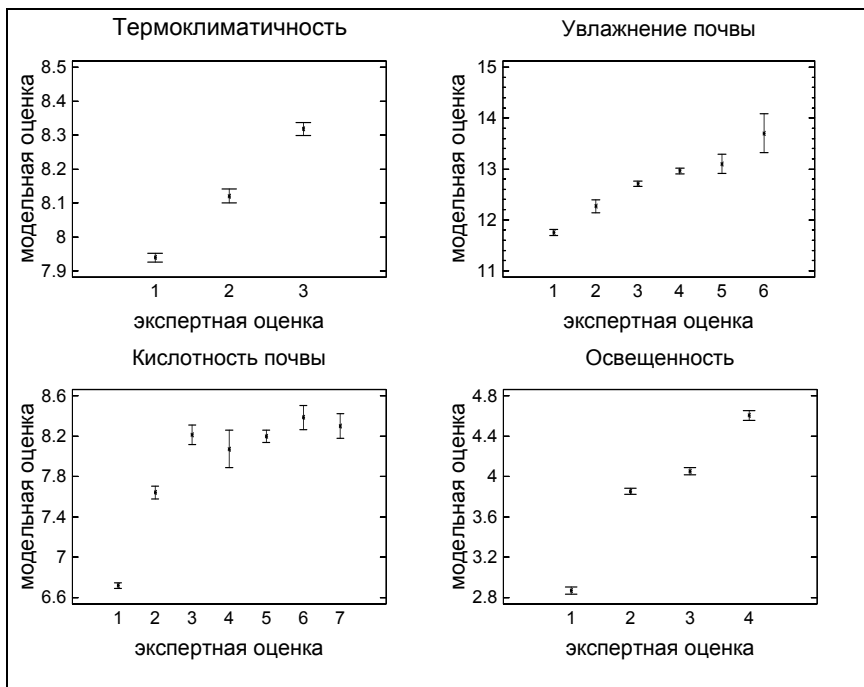 Термоклиматичность
модельная оценка
8.5
8.4
8.3
8.2
8.1
8
7.9
1 2 3
экспертная оценка
Увлажнение почвы
модельная оценка
15
14
13
12
11
1 2 3 4 5 6
экспертная оценка
Кислотность почвы
модельная оценка
8.6
8.2
7.8
7.4
7
6.6
1 2 3 4 5 6 7
экспертная оценка
Освещенность
модельная оценка
4.8
4.4
4
3.6
3.2
2.8
1 2 3 4
экспертная оценка